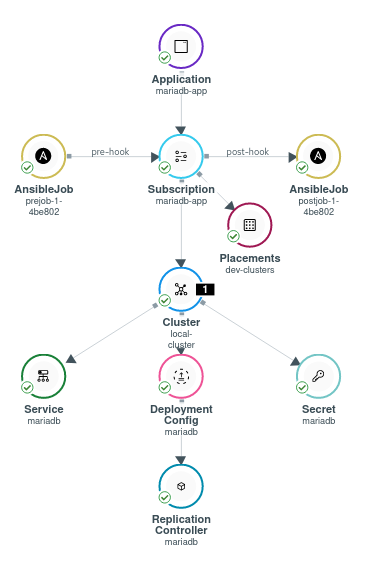 Application
mariadb-app
pre-hook
post-hook
AnsibleJob
prejob-1-
4be802
Subscription
mariadb-app
AnsibleJob
postjob-1-
4be802
Placements
dev-clusters
1
Cluster
local-
cluster
Service
mariadb
Deployment
Config
mariadb
Secret
mariadb
Replication
Controller
mariadb